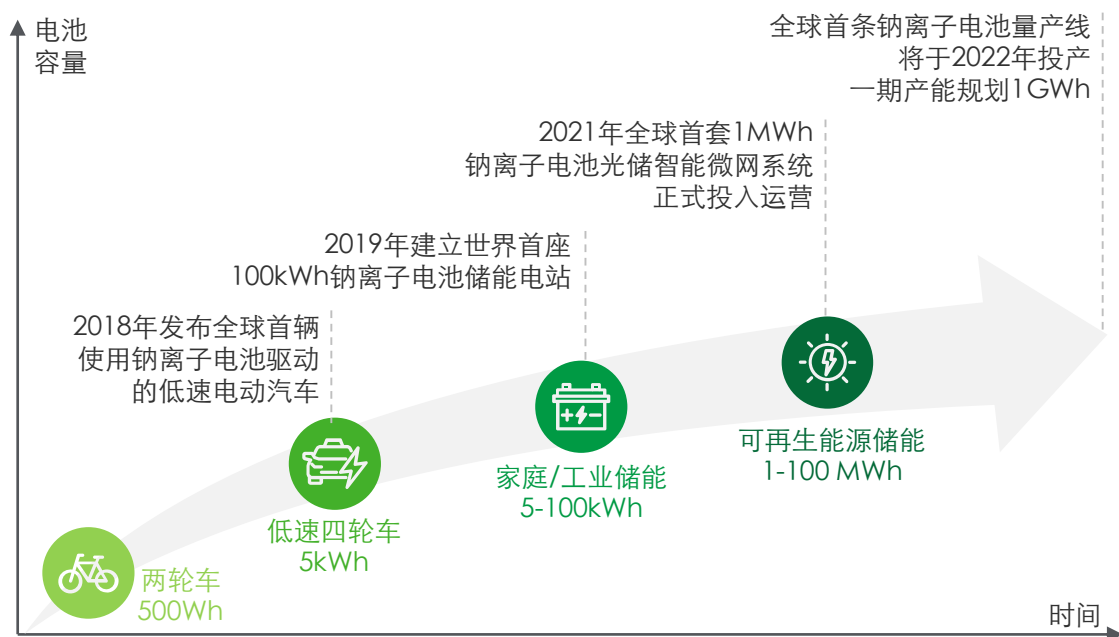 电池
容量
全球首条钠离子电池量产线
将于2022年投产
一期产能规划1GWh
2021年全球首套1MWh
钠离子电池光储智能微网系统
正式投入运营
2019年建立世界首座
100kWh钠离子电池储能电站
2018年发布全球首辆
使用钠离子电池驱动
的低速电动汽车
可再生能源储能
1-100 MWh
家庭/工业储能
5-100kWh
低速四轮车
5kWh
两轮车
500Wh
时间